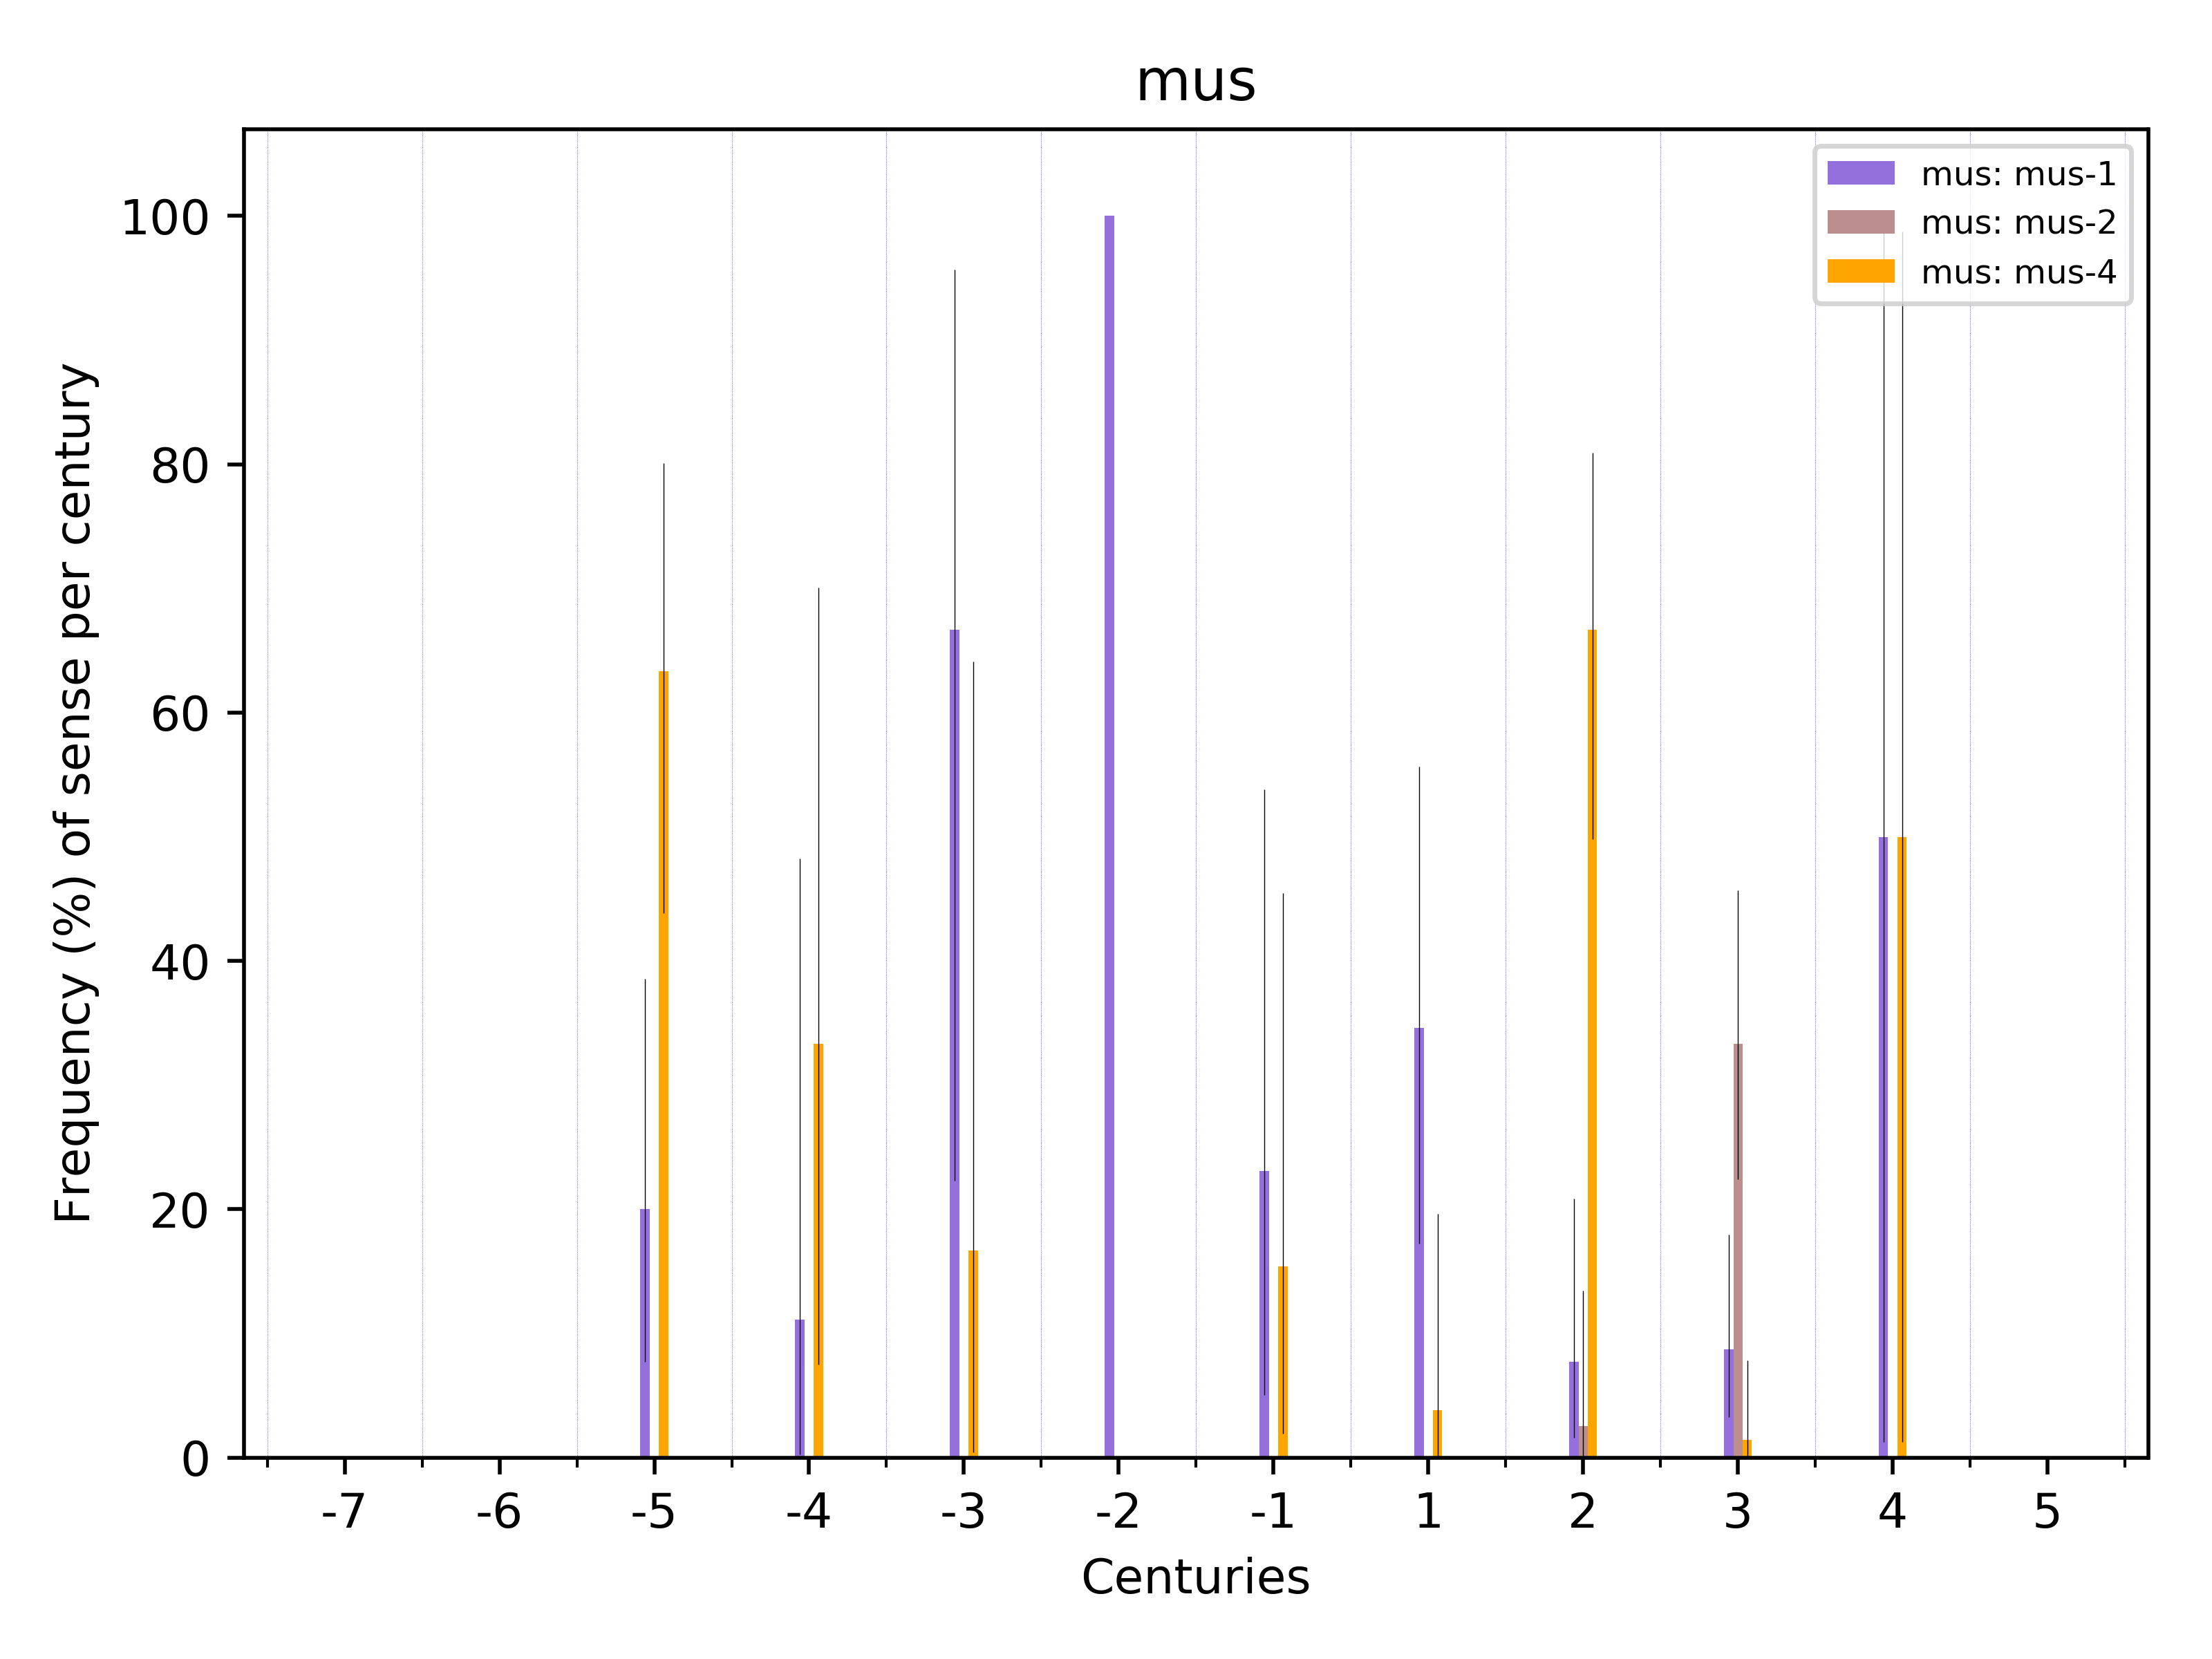 mus
mus: mus-1
mus: mus-2
mus: mus-4
Frequency (%) of sense per century
100
80
60
40
20
0
-7 -6 -5 -4 -3 -2 -1 1 2 3 4 5
Centuries